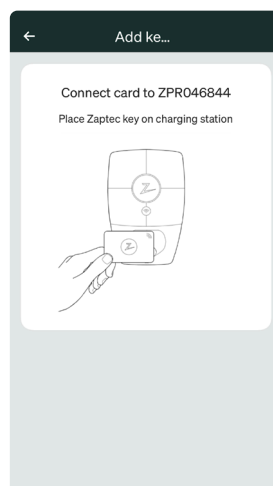 Add ke...
Connect card to ZPR046844
Place Zaptec key on charging station